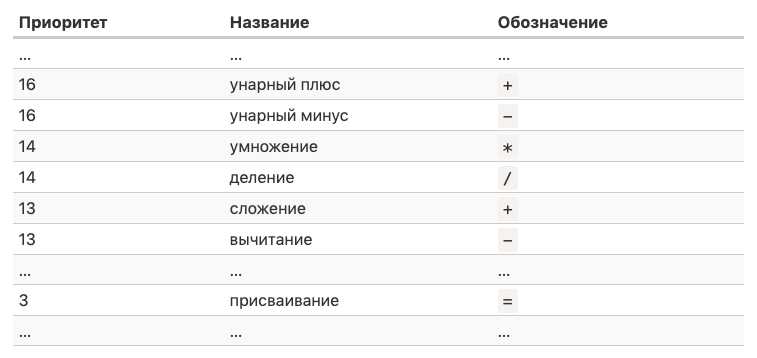 Приоритет Название Обозначение
... ... ...
16 унарный плюс +
16 унарный минус -
14 умножение *
14 деление /
13 сложение +
13 вычитание -
... ... ...
3 присваивание =
... ... ...